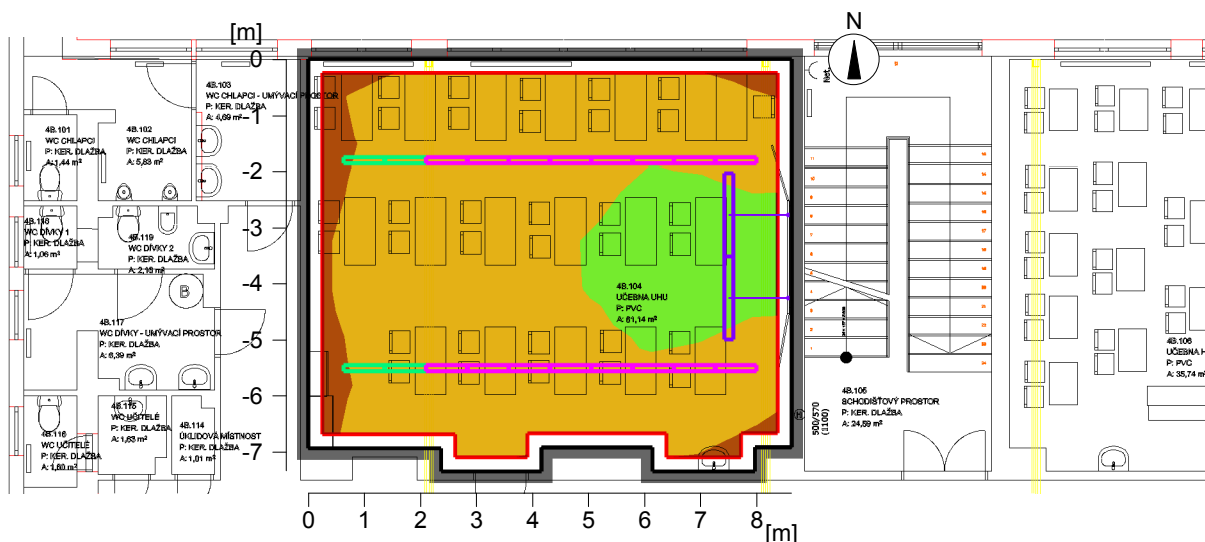 [m]
N
0
-1
-2
-3
-4
-5
-6
-7
0 1 2 3 4 5 6 7 8 [m]
4B.103
WC CHLAPCI - UMÝVACÍ PROSTOR
P: KER. DLAŽBA
A: 4,69 m²
4B.101
WC CHLAPCI
P: KER. DLAŽBA
A: 1,44 m²
4B.102
WC CHLAPCI
P: KER. DLAŽBA
A: 5,83 m²
4B.118
WC DÍVKY 1
P: KER. DLAŽBA
A: 1,06 m²
4B.119
WC DÍVKY 2
P: KER. DLAŽBA
A: 2,16 m²
B
4B.117
WC DÍVKY - UMÝVACÍ PROSTOR
P: KER. DLAŽBA
A: 6,39 m²
4B.115
WC UČITELÉ
P: KER. DLAŽBA
A: 1,63 m²
4B.116
WC UČITELÉ
P: KER. DLAŽBA
A: 1,60 m²
4B.114
ÚKLIDOVÁ MÍSTNOST
P: KER. DLAŽBA
A: 1,01 m²
4B.104
UČEBNA UHU
P: PVC
A: 61,14 m²
500/570
(1100)
4B.105
SCHODIŠŤOVÝ PROSTOR
P: KER. DLAŽBA
A: 24,59 m²
4B.106
UČEBNA H
P: PVC
A: 35,74 m²